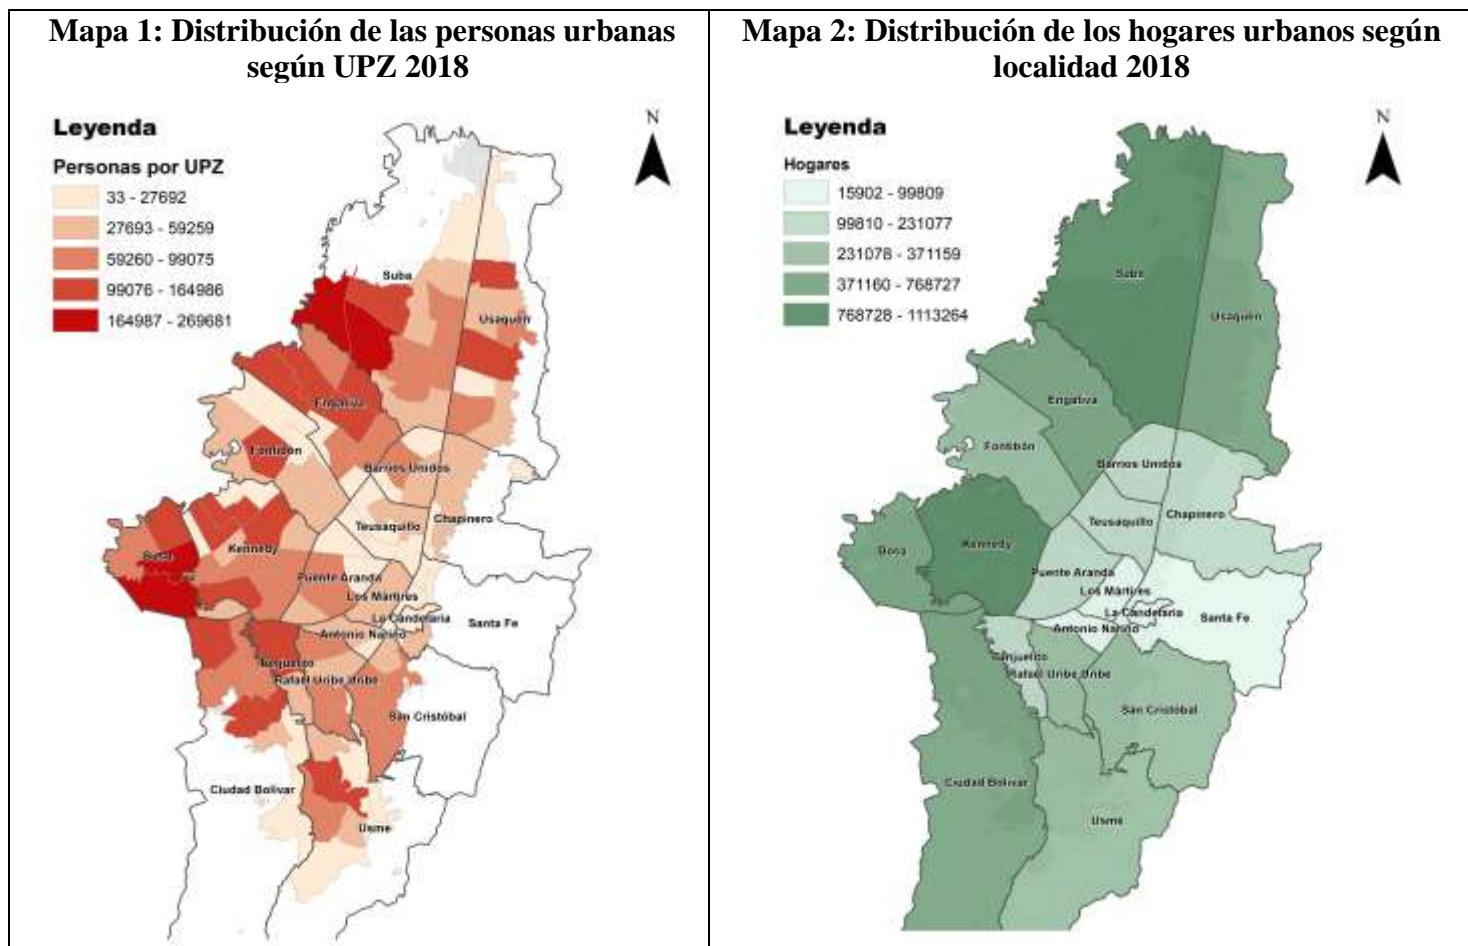 Mapa 1: Distribución de las personas urbanas
según UPZ 2018
Leyenda
Personas por UPZ
33 - 27692
27693 - 59259
59260 - 99075
99076 - 164986
164987 - 269681
N
Suba
Usaquén
Engativa
Fontibón
Barrios Unidos
Teusaquillo
Chapinero
Bosa
Kennedy
Puente Aranda
Los Mártires
La Candelaria
Santa Fe
Antonio Nariño
Tunjuelito
Rafael Uribe Uribe
San Cristóbal
Ciudad Bolívar
Usme
Mapa 2: Distribución de los hogares urbanos según
localidad 2018
Leyenda
Hogares
15902 - 99809
99810 - 231077
231078 - 371159
371160 - 768727
768728 - 1113264
N
Suba
Usaquén
Engativa
Fontibón
Barrios Unidos
Teusaquillo
Chapinero
Bosa
Kennedy
Puente Aranda
Los Mártires
La Candelaria
Santa Fe
Antonio Nariño
Tunjuelito
Rafael Uribe Uribe
San Cristóbal
Ciudad Bolívar
Usme